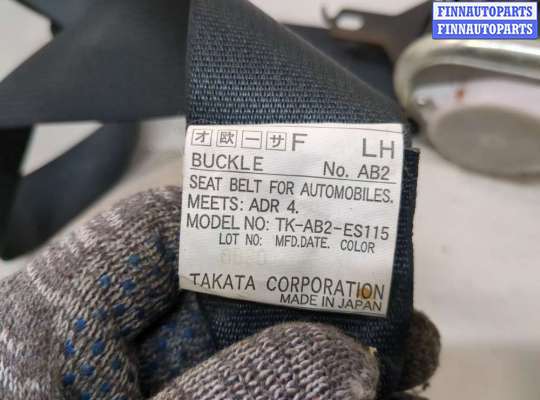 FINNAUTOPARTS
FINNAUTOPARTS
オ 欧 一 サ F LH
BUCKLE No. AB2
SEAT BELT FOR AUTOMOBILES.
MEETS: ADR 4.
MODEL NO: TK-AB2-ES115
LOT NO: MFD.DATE. COLOR
TAKATA CORPORATION
MADE IN JAPAN